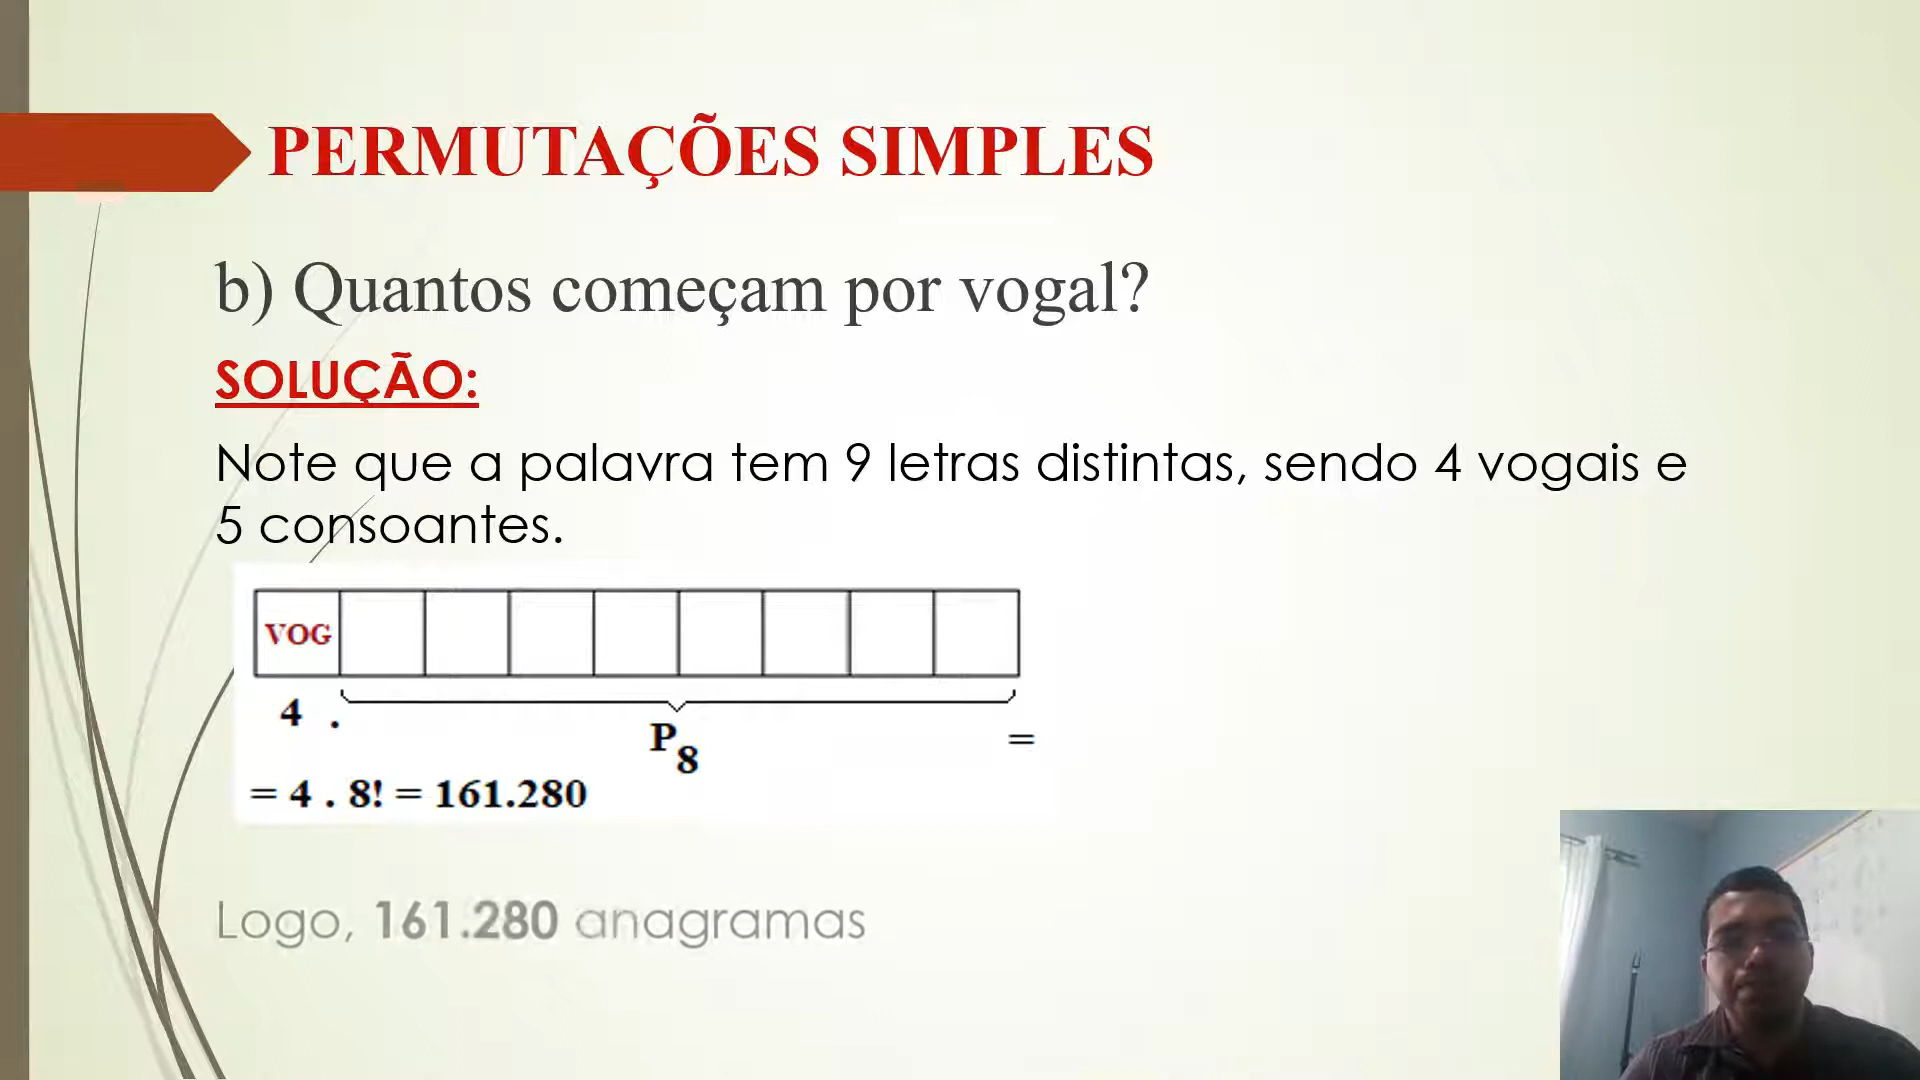 PERMUTAÇÕES SIMPLES
b) Quantos começam por vogal?
SOLUÇÃO:
Note que a palavra tem 9 letras distintas, sendo 4 vogais e
5 consoantes.
VOG
4 .
P8 =
= 4 . 8! = 161.280
Logo, 161.280 anagramas